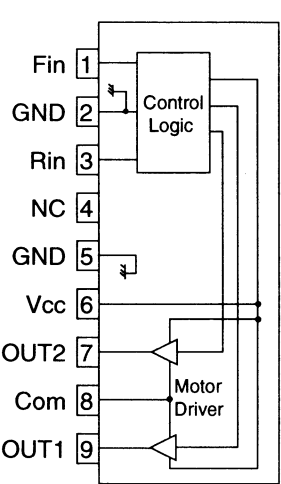 Fin 1
GND 2
Control
Logic
Rin 3
NC 4
GND 5
Vcc 6
OUT2 7
Motor
Driver
Com 8
OUT1 9